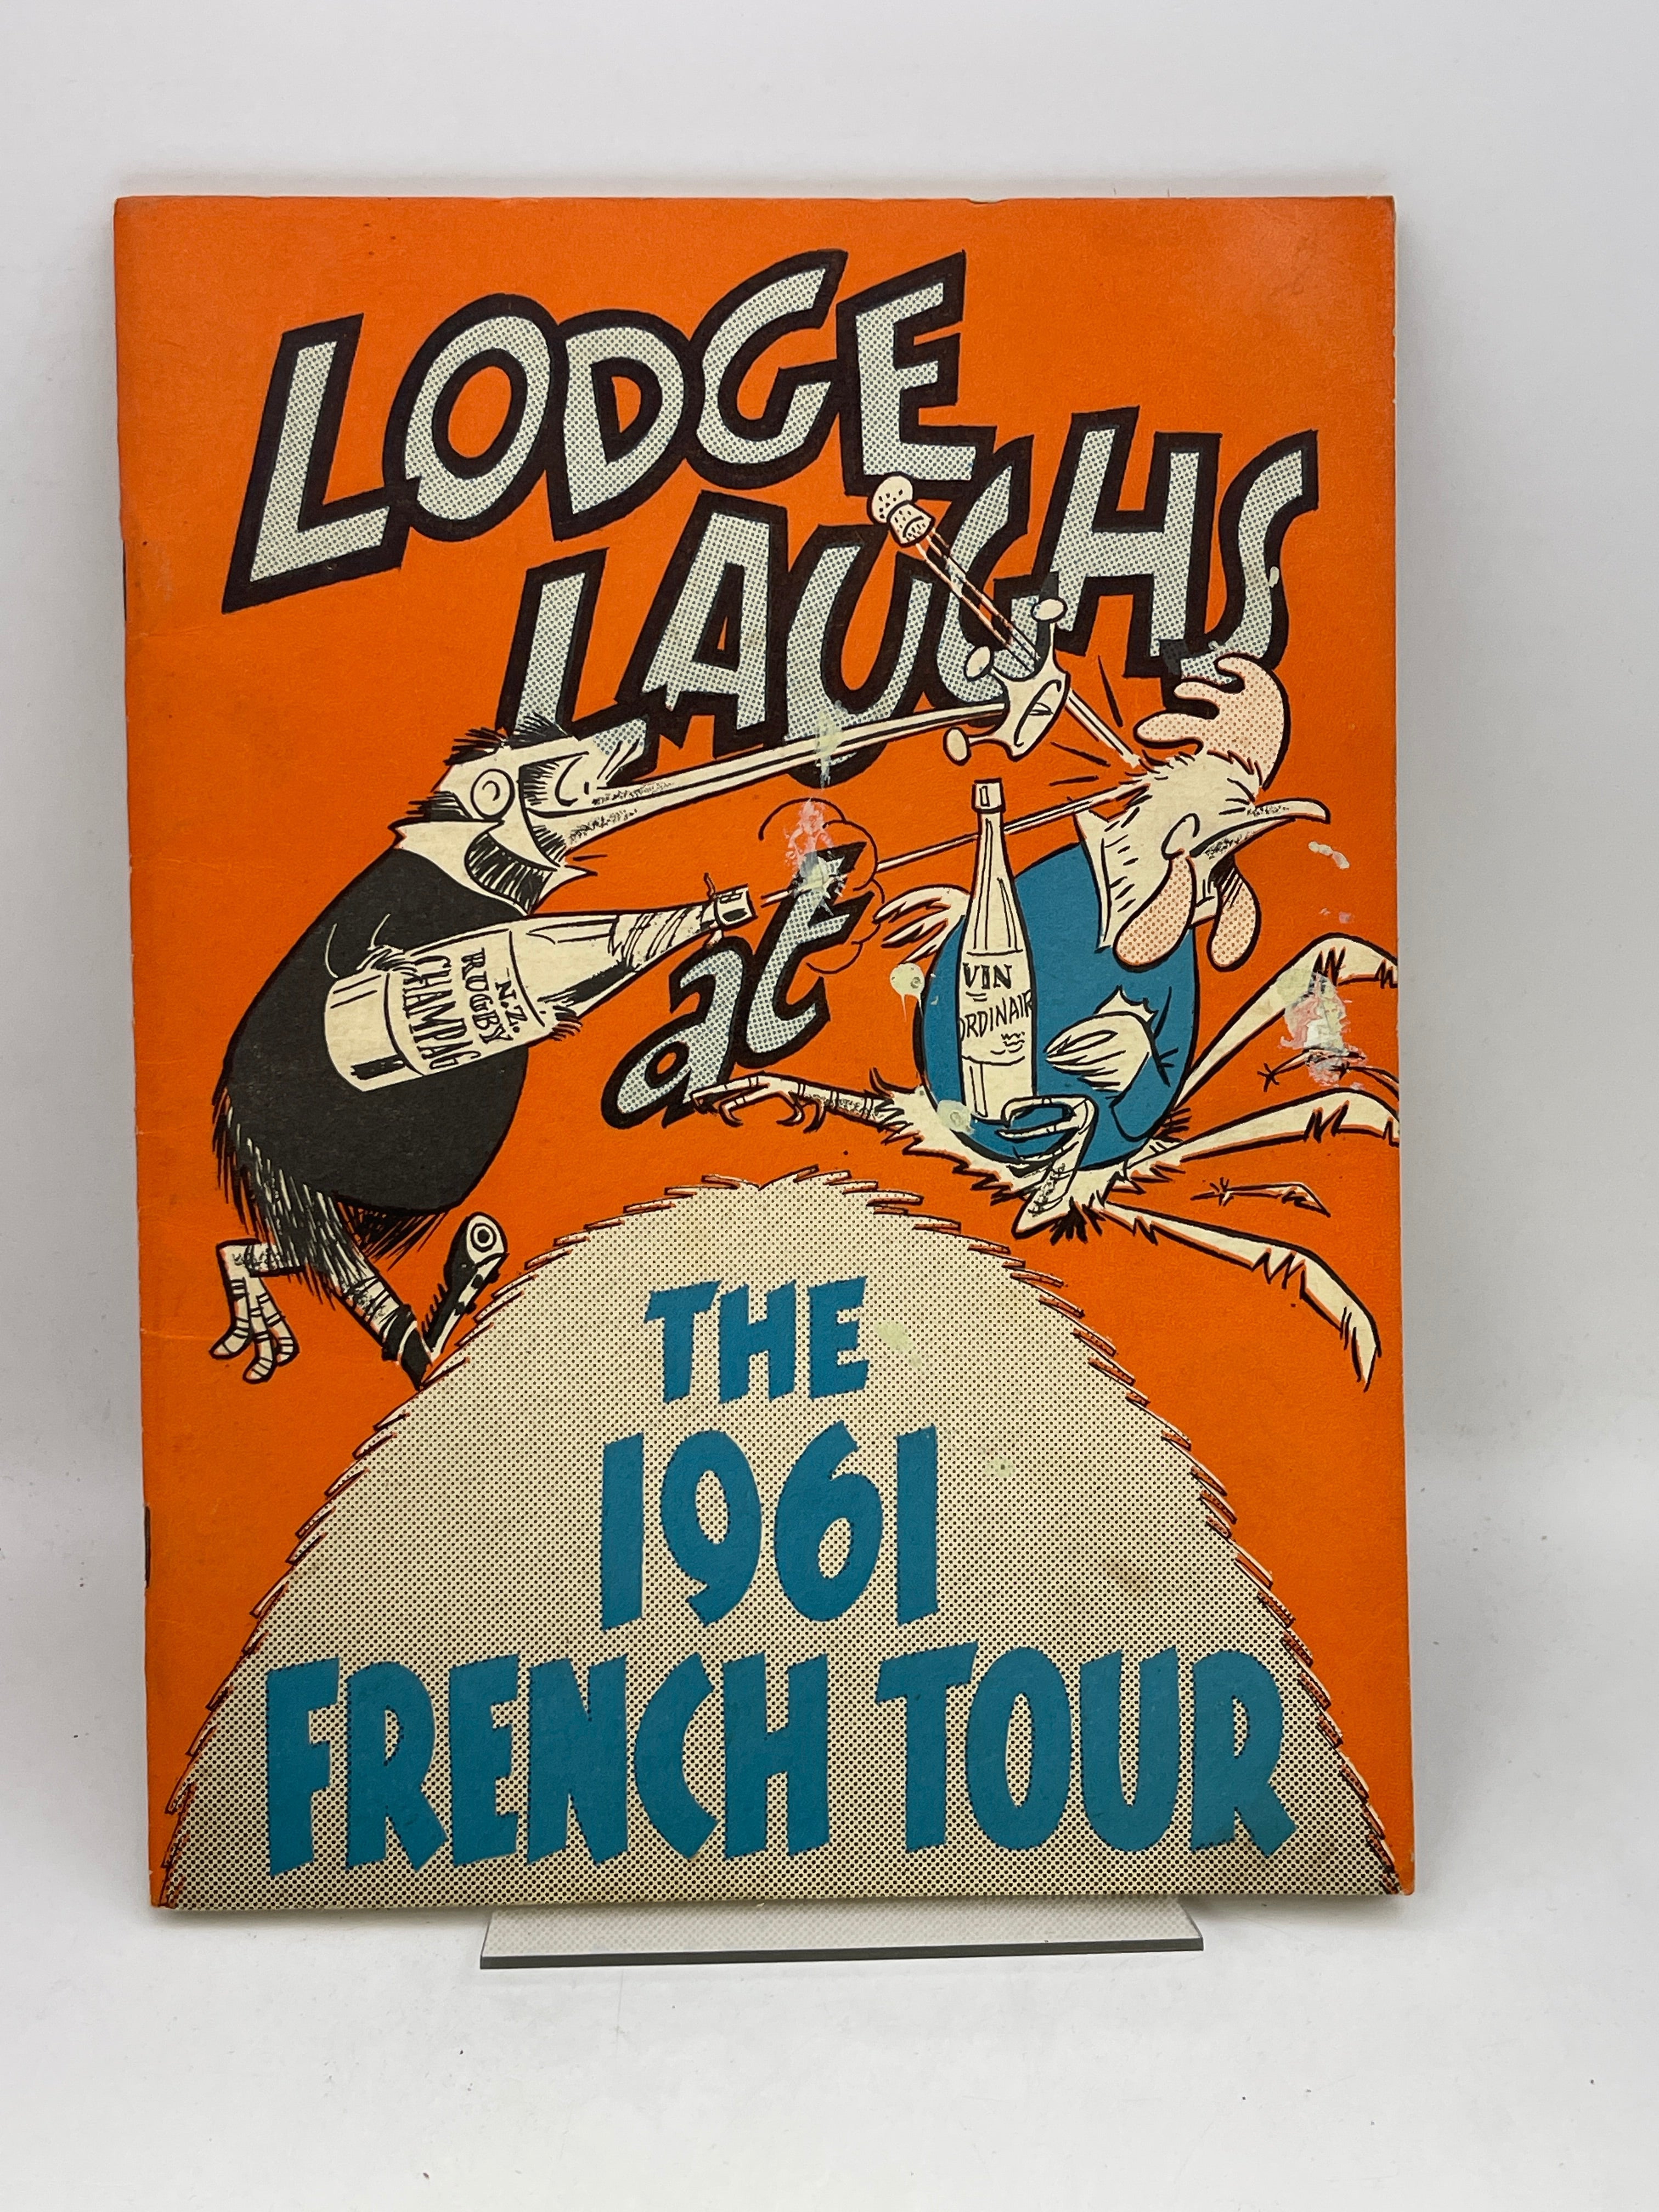 LODGE
LAUGHS
at
N.Z.
RUGBY
CHAMPAG
VIN
ORDINAIR
THE
1961
FRENCH TOUR